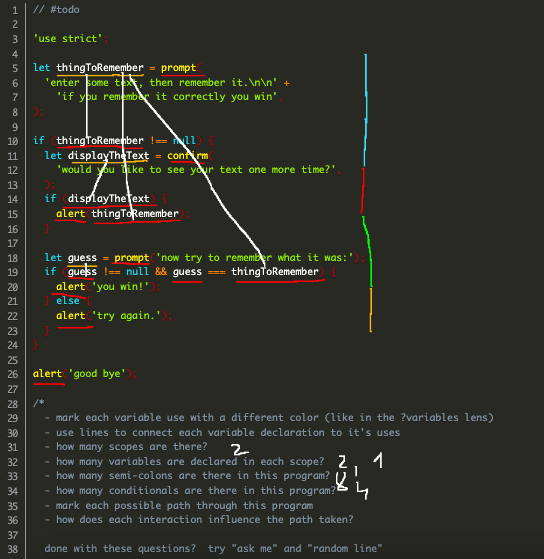 1 // #todo
2
3 'use strict';
4
5 let thingToRemember = prompt(
6 'enter some text, then remember it.\n\n' +
7 'if you remember it correctly you win'
8 );
9
10 if (thingToRemember !== null) {
11 let displayTheText = confirm(
12 'would you like to see your text one more time?',
13 );
14 if (displayTheText) {
15 alert(thingToRemember);
16 }
17
18 let guess = prompt('now try to remember what it was:');
19 if (guess !== null && guess === thingToRemember) {
20 alert('you win!');
21 } else {
22 alert('try again.');
23 }
24 }
25
26 alert('good bye');
27
28 /*
29 - mark each variable use with a different color (like in the ?variables lens)
30 - use lines to connect each variable declaration to it's uses
31 - how many scopes are there? 2
32 - how many variables are declared in each scope? 2, 1
33 - how many semi-colons are there in this program? 8
34 - how many conditionals are there in this program? 4
35 - mark each possible path through this program
36 - how does each interaction influence the path taken?
37
38 done with these questions? try "ask me" and "random line"